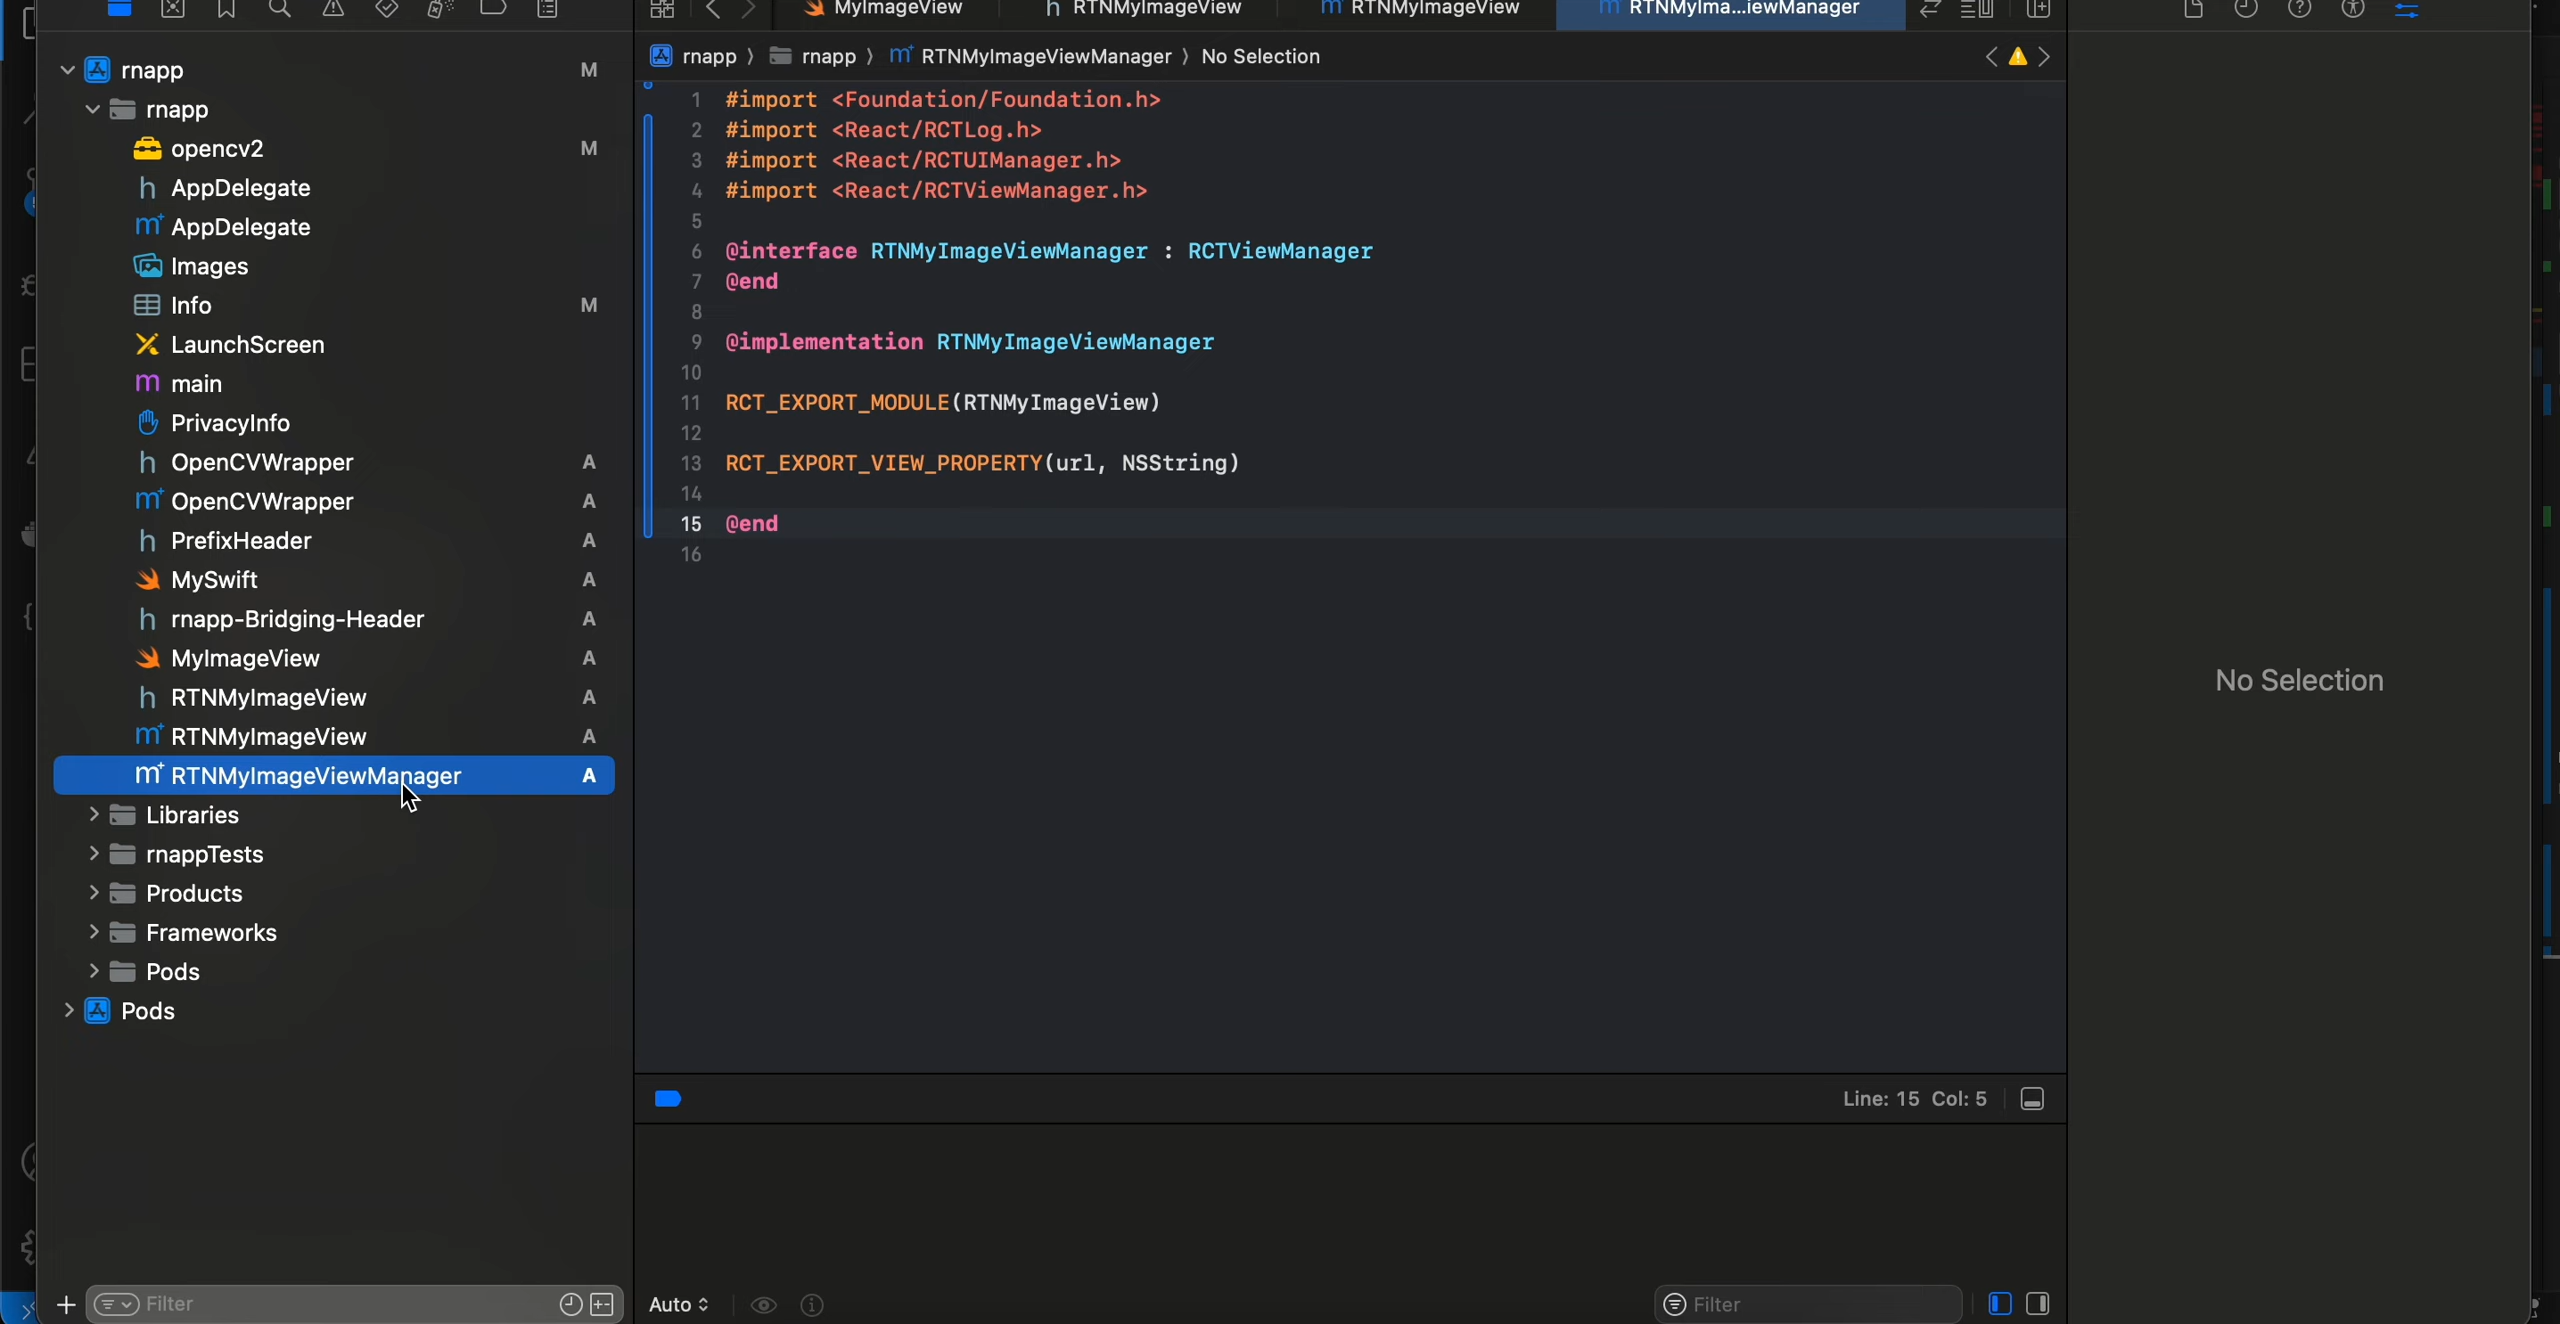 MyImageView
RTNMyImageView
RTNMyImageView
RTNMyIma...iewManager
rnapp
rnapp
RTNMyImageViewManager
No Selection
rnapp M
rnapp
opencv2 M
AppDelegate
AppDelegate
Images
Info M
LaunchScreen
main
PrivacyInfo
OpenCVWrapper A
OpenCVWrapper A
PrefixHeader A
MySwift A
rnapp-Bridging-Header A
MyImageView A
RTNMyImageView A
RTNMyImageView A
RTNMyImageViewManager A
Libraries
rnappTests
Products
Frameworks
Pods
Pods
Filter
1 #import <Foundation/Foundation.h>
2 #import <React/RCTLog.h>
3 #import <React/RCTUIManager.h>
4 #import <React/RCTViewManager.h>
5
6 @interface RTNMyImageViewManager : RCTViewManager
7 @end
8
9 @implementation RTNMyImageViewManager
10
11 RCT_EXPORT_MODULE(RTNMyImageView)
12
13 RCT_EXPORT_VIEW_PROPERTY(url, NSString)
14
15 @end
16
Line: 15 Col: 5
Auto
Filter
No Selection